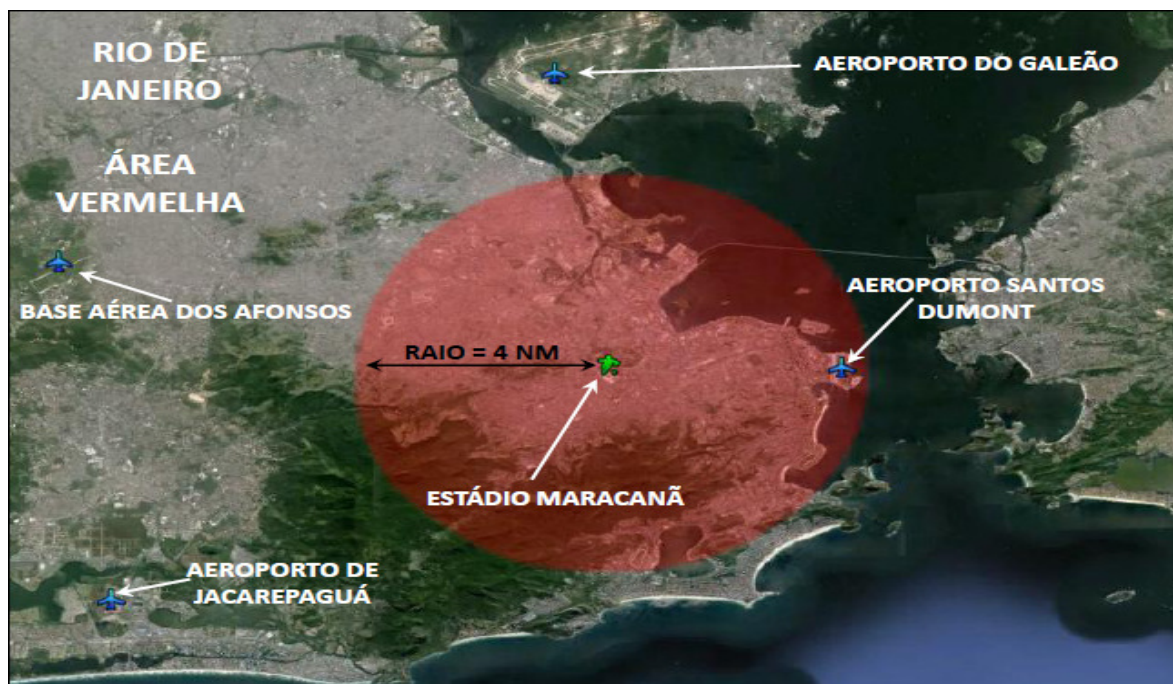 RIO DE
JANEIRO
ÁREA
VERMELHA
AEROPORTO DO GALEÃO
BASE AÉREA DOS AFONSOS
AEROPORTO SANTOS
DUMONT
RAIO = 4 NM
ESTÁDIO MARACANÃ
AEROPORTO DE
JACAREPAGUÁ